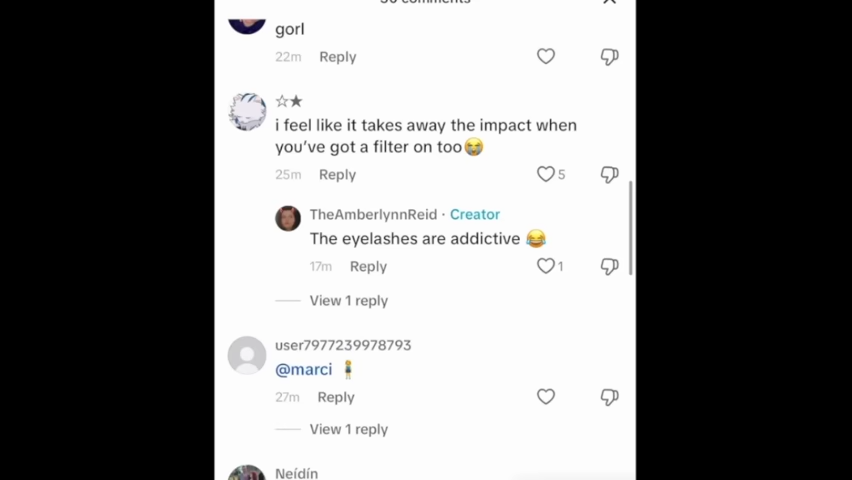 gorl
22m Reply
☆★
i feel like it takes away the impact when
you've got a filter on too😭
25m Reply 5
TheAmberlynnReid · Creator
The eyelashes are addictive 😂
17m Reply 1
View 1 reply
user7977239978793
@marci 🧍‍♀️
27m Reply
View 1 reply
Neídín